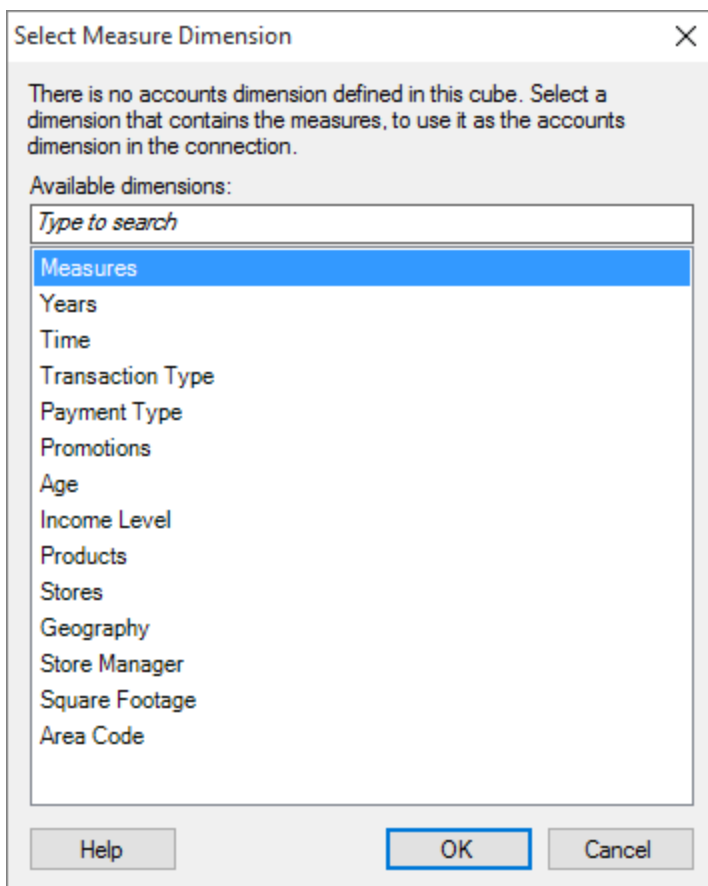 Select Measure Dimension
There is no accounts dimension defined in this cube. Select a
dimension that contains the measures, to use it as the accounts
dimension in the connection.
Available dimensions:
Type to search
Measures
Years
Time
Transaction Type
Payment Type
Promotions
Age
Income Level
Products
Stores
Geography
Store Manager
Square Footage
Area Code
Help OK Cancel